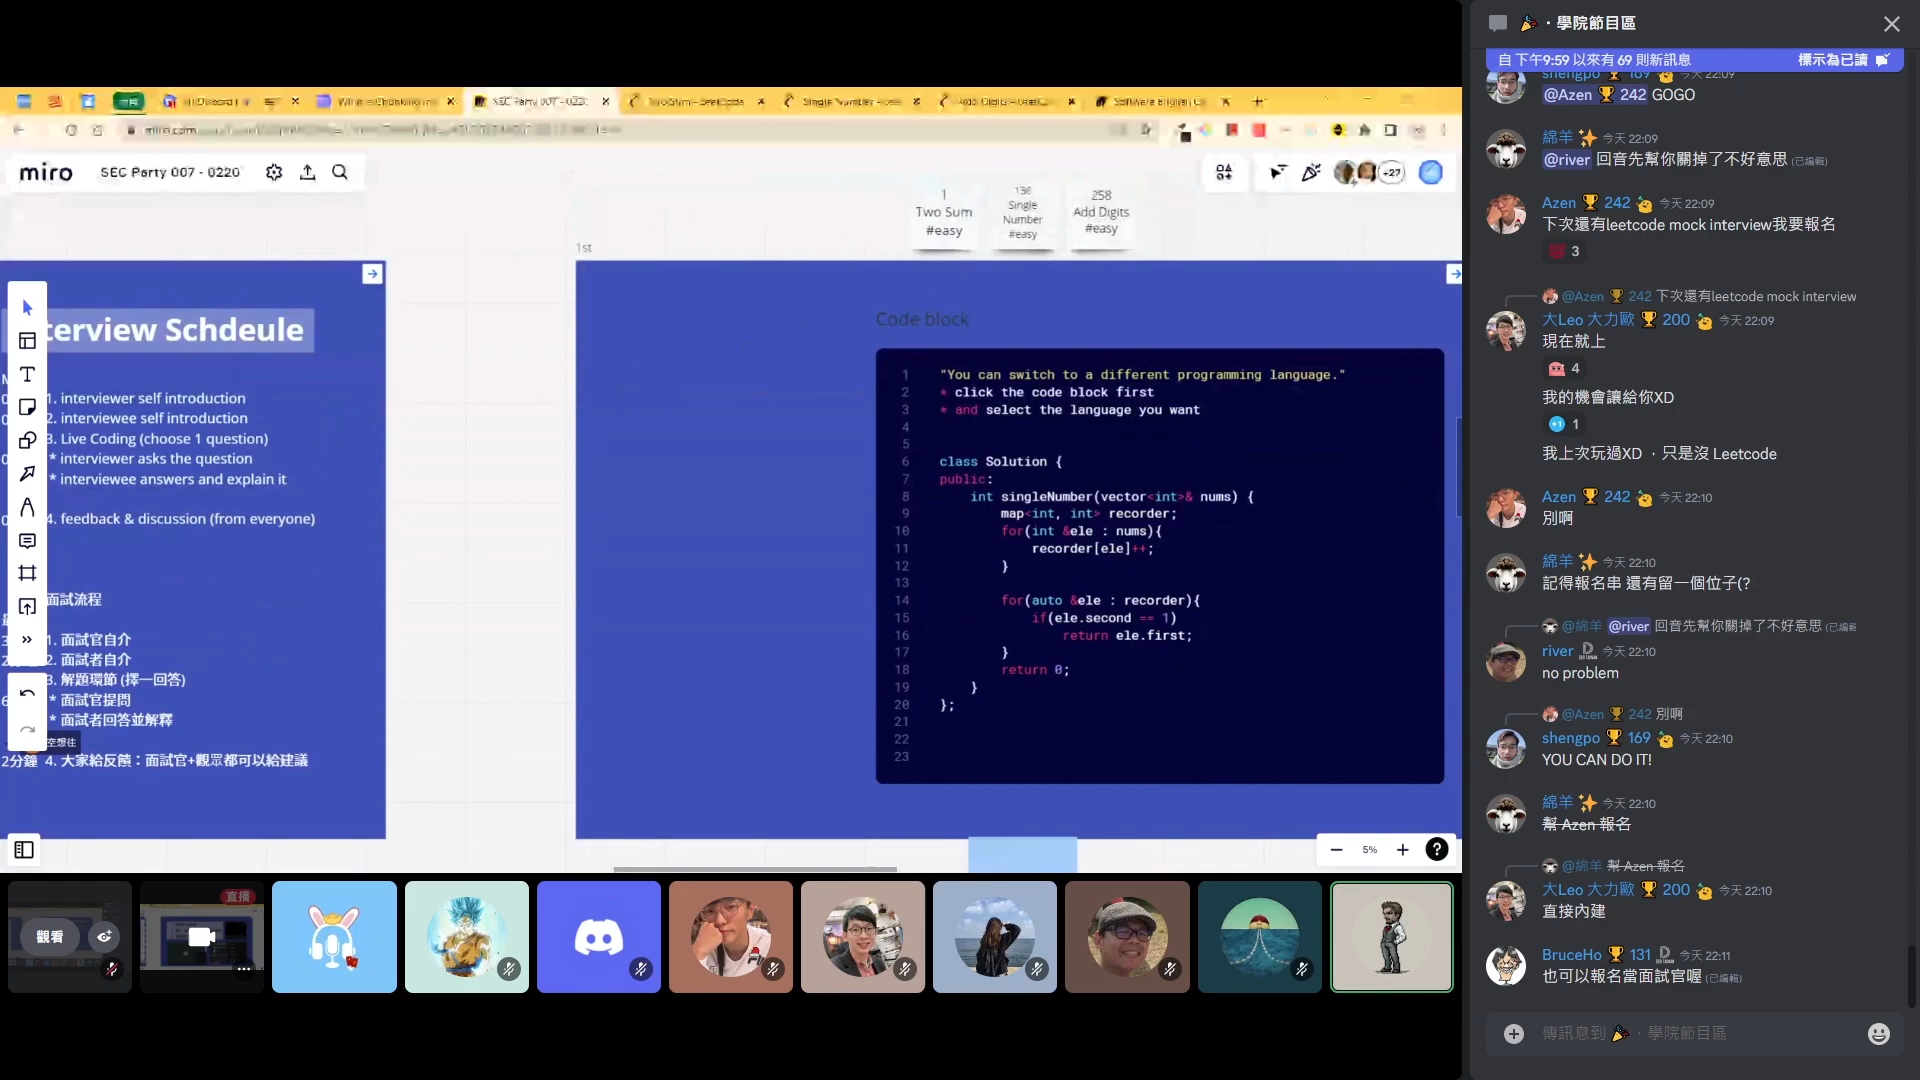 miro
SEC Party 007 - 0220
+27
1
Two Sum
#easy
136
Single
Number
#easy
258
Add Digits
#easy
1st
terview Schdeule
1. interviewer self introduction
2. interviewee self introduction
3. Live Coding (choose 1 question)
* interviewer asks the question
* interviewee answers and explain it
4. feedback & discussion (from everyone)
面試流程
1. 面試官自介
2. 面試者自介
3. 解題環節 (擇一回答)
* 面試官提問
* 面試者回答並解釋
2分鐘 4. 大家給反饋：面試官+觀眾都可以給建議
Code block
1 "You can switch to a different programming language."
2 * click the code block first
3 * and select the language you want
4
5
6 class Solution {
7 public:
8 int singleNumber(vector<int>& nums) {
9 map<int, int> recorder;
10 for(int &ele : nums){
11 recorder[ele]++;
12 }
13
14 for(auto &ele : recorder){
15 if(ele.second == 1)
16 return ele.first;
17 }
18 return 0;
19 }
20 };
21
22
23
5%
觀看
直播
學院節目區
自 下午9:59 以來有 69 則新訊息
標示為已讀
shengpo 169 今天 22:09
@Azen 242 GOGO
綿羊 今天 22:09
@river 回音先幫你關掉了不好意思 (已編輯)
Azen 242 今天 22:09
下次還有leetcode mock interview我要報名
3
@Azen 242 下次還有leetcode mock interview
大Leo 大力歐 200 今天 22:09
現在就上
4
我的機會讓給你XD
1
我上次玩過XD ，只是沒 Leetcode
Azen 242 今天 22:10
別啊
綿羊 今天 22:10
記得報名串 還有留一個位子(?
@綿羊 @river 回音先幫你關掉了不好意思 (已編輯
river 今天 22:10
no problem
@Azen 242 別啊
shengpo 169 今天 22:10
YOU CAN DO IT!
綿羊 今天 22:10
幫 Azen 報名
@綿羊 幫 Azen 報名
大Leo 大力歐 200 今天 22:10
直接內建
BruceHo 131 今天 22:11
也可以報名當面試官喔 (已編輯)
傳訊息到 ・學院節目區